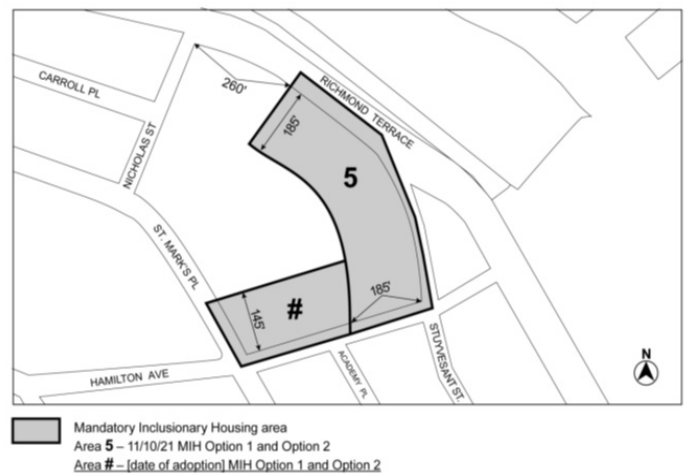 CARROLL PL
260'
RICHMOND TERRACE
185'
NICHOLAS ST
5
ST. MARK'S PL
185'
#
145'
HAMILTON AVE
ACADEMY PL
STUYVESANT ST.
N
Mandatory Inclusionary Housing area
Area 5 – 11/10/21 MIH Option 1 and Option 2
Area # – [date of adoption] MIH Option 1 and Option 2